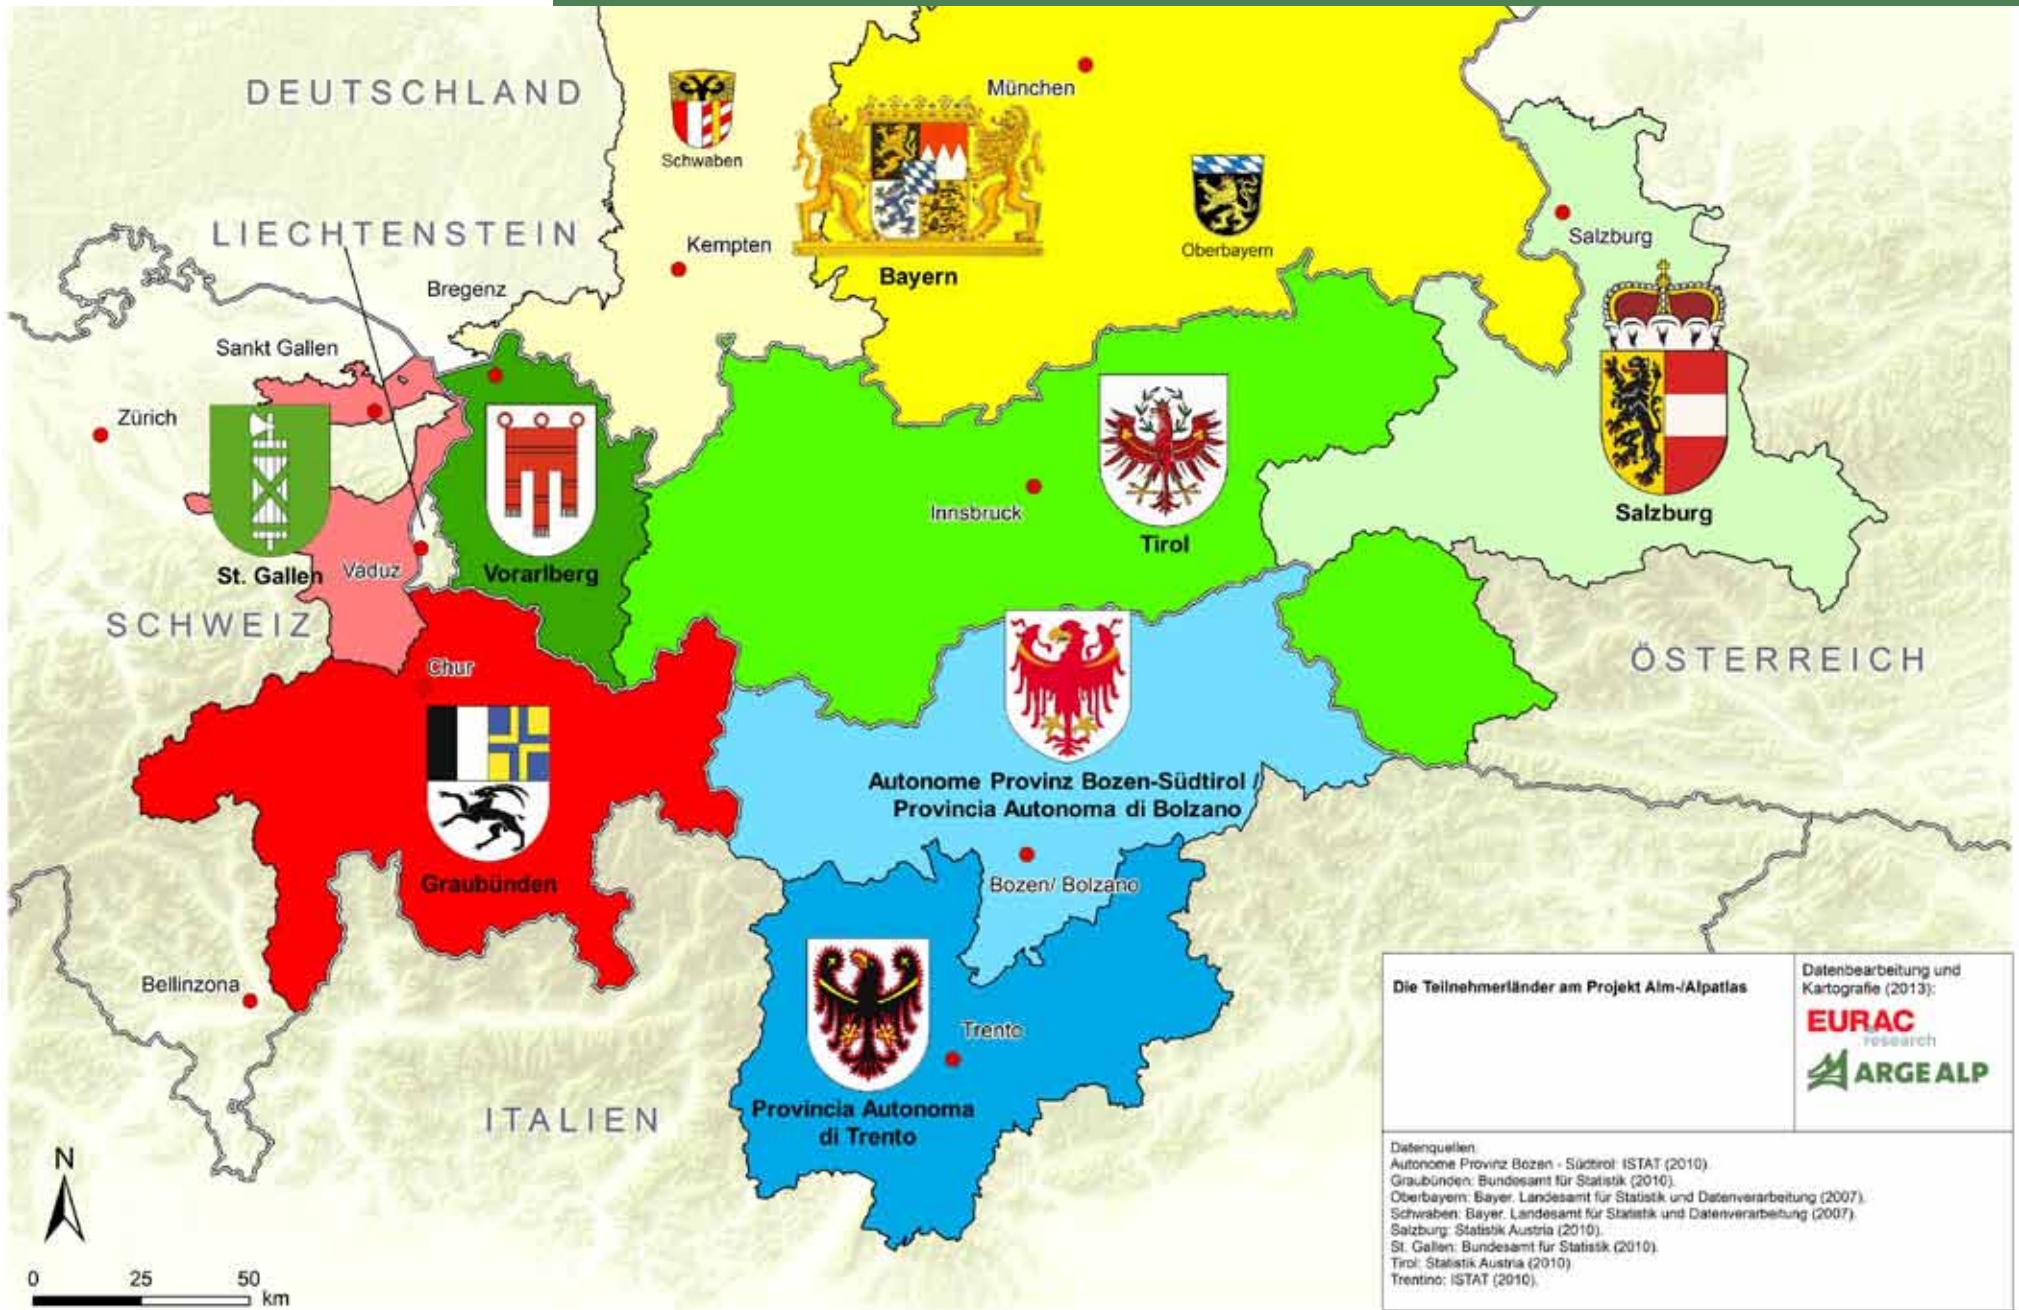 DEUTSCHLAND
München
Schwaben
LIECHTENSTEIN
Kempten
Oberbayern
Salzburg
Bayern
Bregenz
Sankt Gallen
Zürich
Innsbruck
Tirol
Salzburg
St. Gallen
Vaduz
Vorarlberg
SCHWEIZ
ÖSTERREICH
Chur
Autonome Provinz Bozen-Südtirol /
Provincia Autonoma di Bolzano
Graubünden
Bozen/ Bolzano
Bellinzona
Trento
Provincia Autonoma
di Trento
ITALIEN
N
0 25 50
km
Die Teilnehmerländer am Projekt Alm-/Alpatlas
Datenbearbeitung und
Kartografie (2013):
EURAC
research
ARGE ALP
Datenquellen:
Autonome Provinz Bozen - Südtirol: ISTAT (2010).
Graubünden: Bundesamt für Statistik (2010).
Oberbayern: Bayer. Landesamt für Statistik und Datenverarbeitung (2007).
Schwaben: Bayer. Landesamt für Statistik und Datenverarbeitung (2007).
Salzburg: Statistik Austria (2010).
St. Gallen: Bundesamt für Statistik (2010).
Tirol: Statistik Austria (2010)
Trentino: ISTAT (2010).